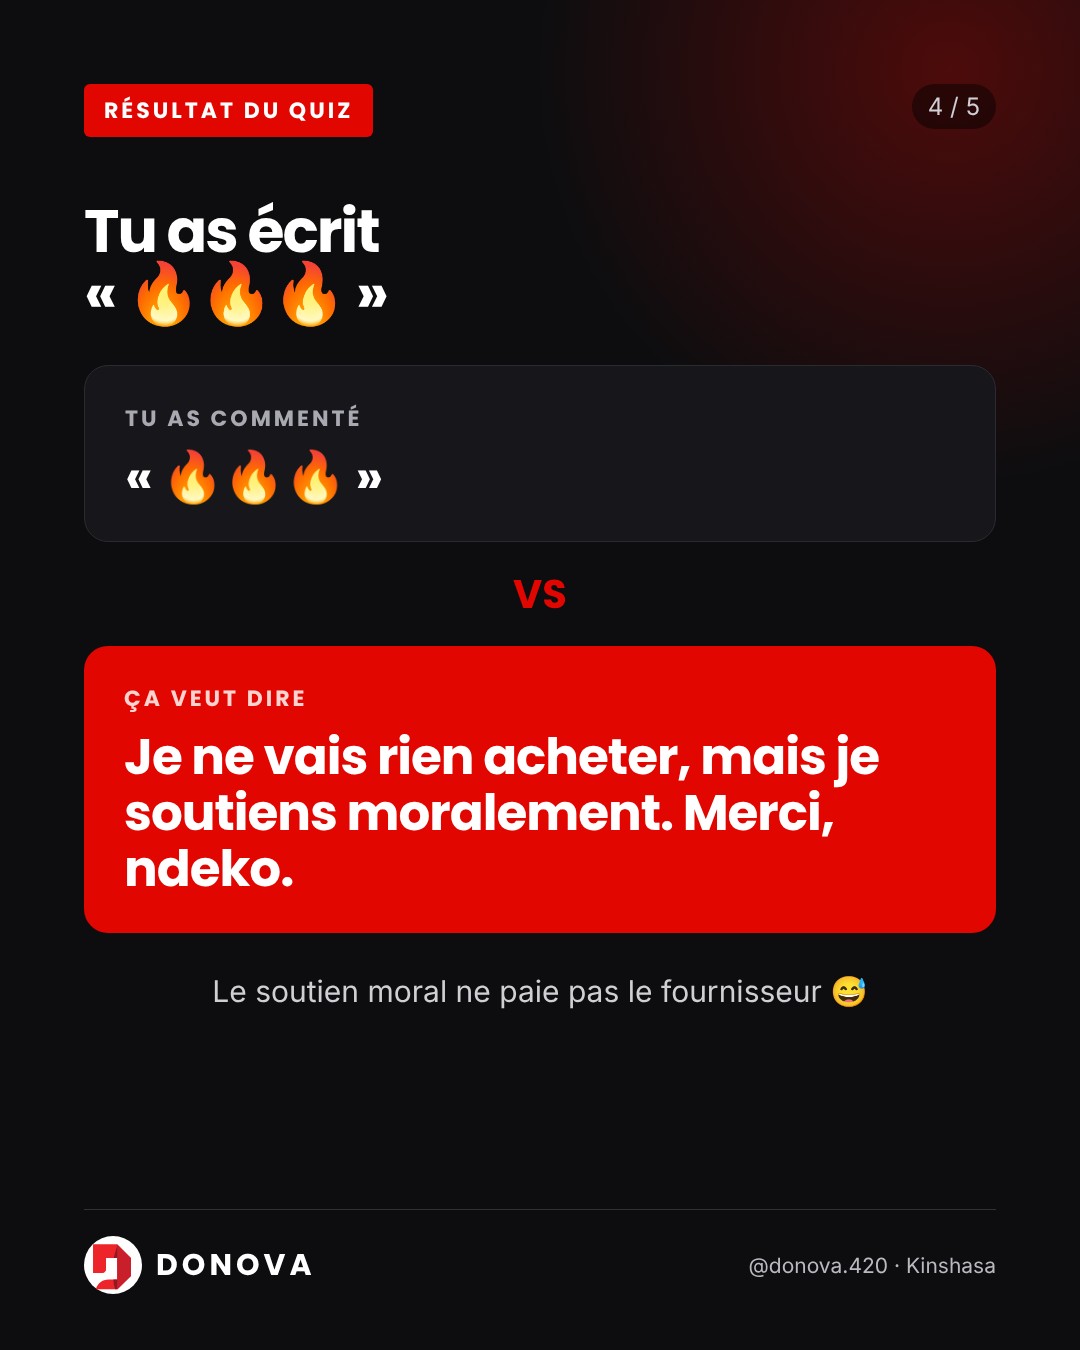 RÉSULTAT DU QUIZ
4 / 5
Tu as écrit
« 🔥🔥🔥 »
TU AS COMMENTÉ
« 🔥🔥🔥 »
VS
ÇA VEUT DIRE
Je ne vais rien acheter, mais je
soutiens moralement. Merci,
ndeko.
Le soutien moral ne paie pas le fournisseur 😅
DONOVA
@donova.420 · Kinshasa